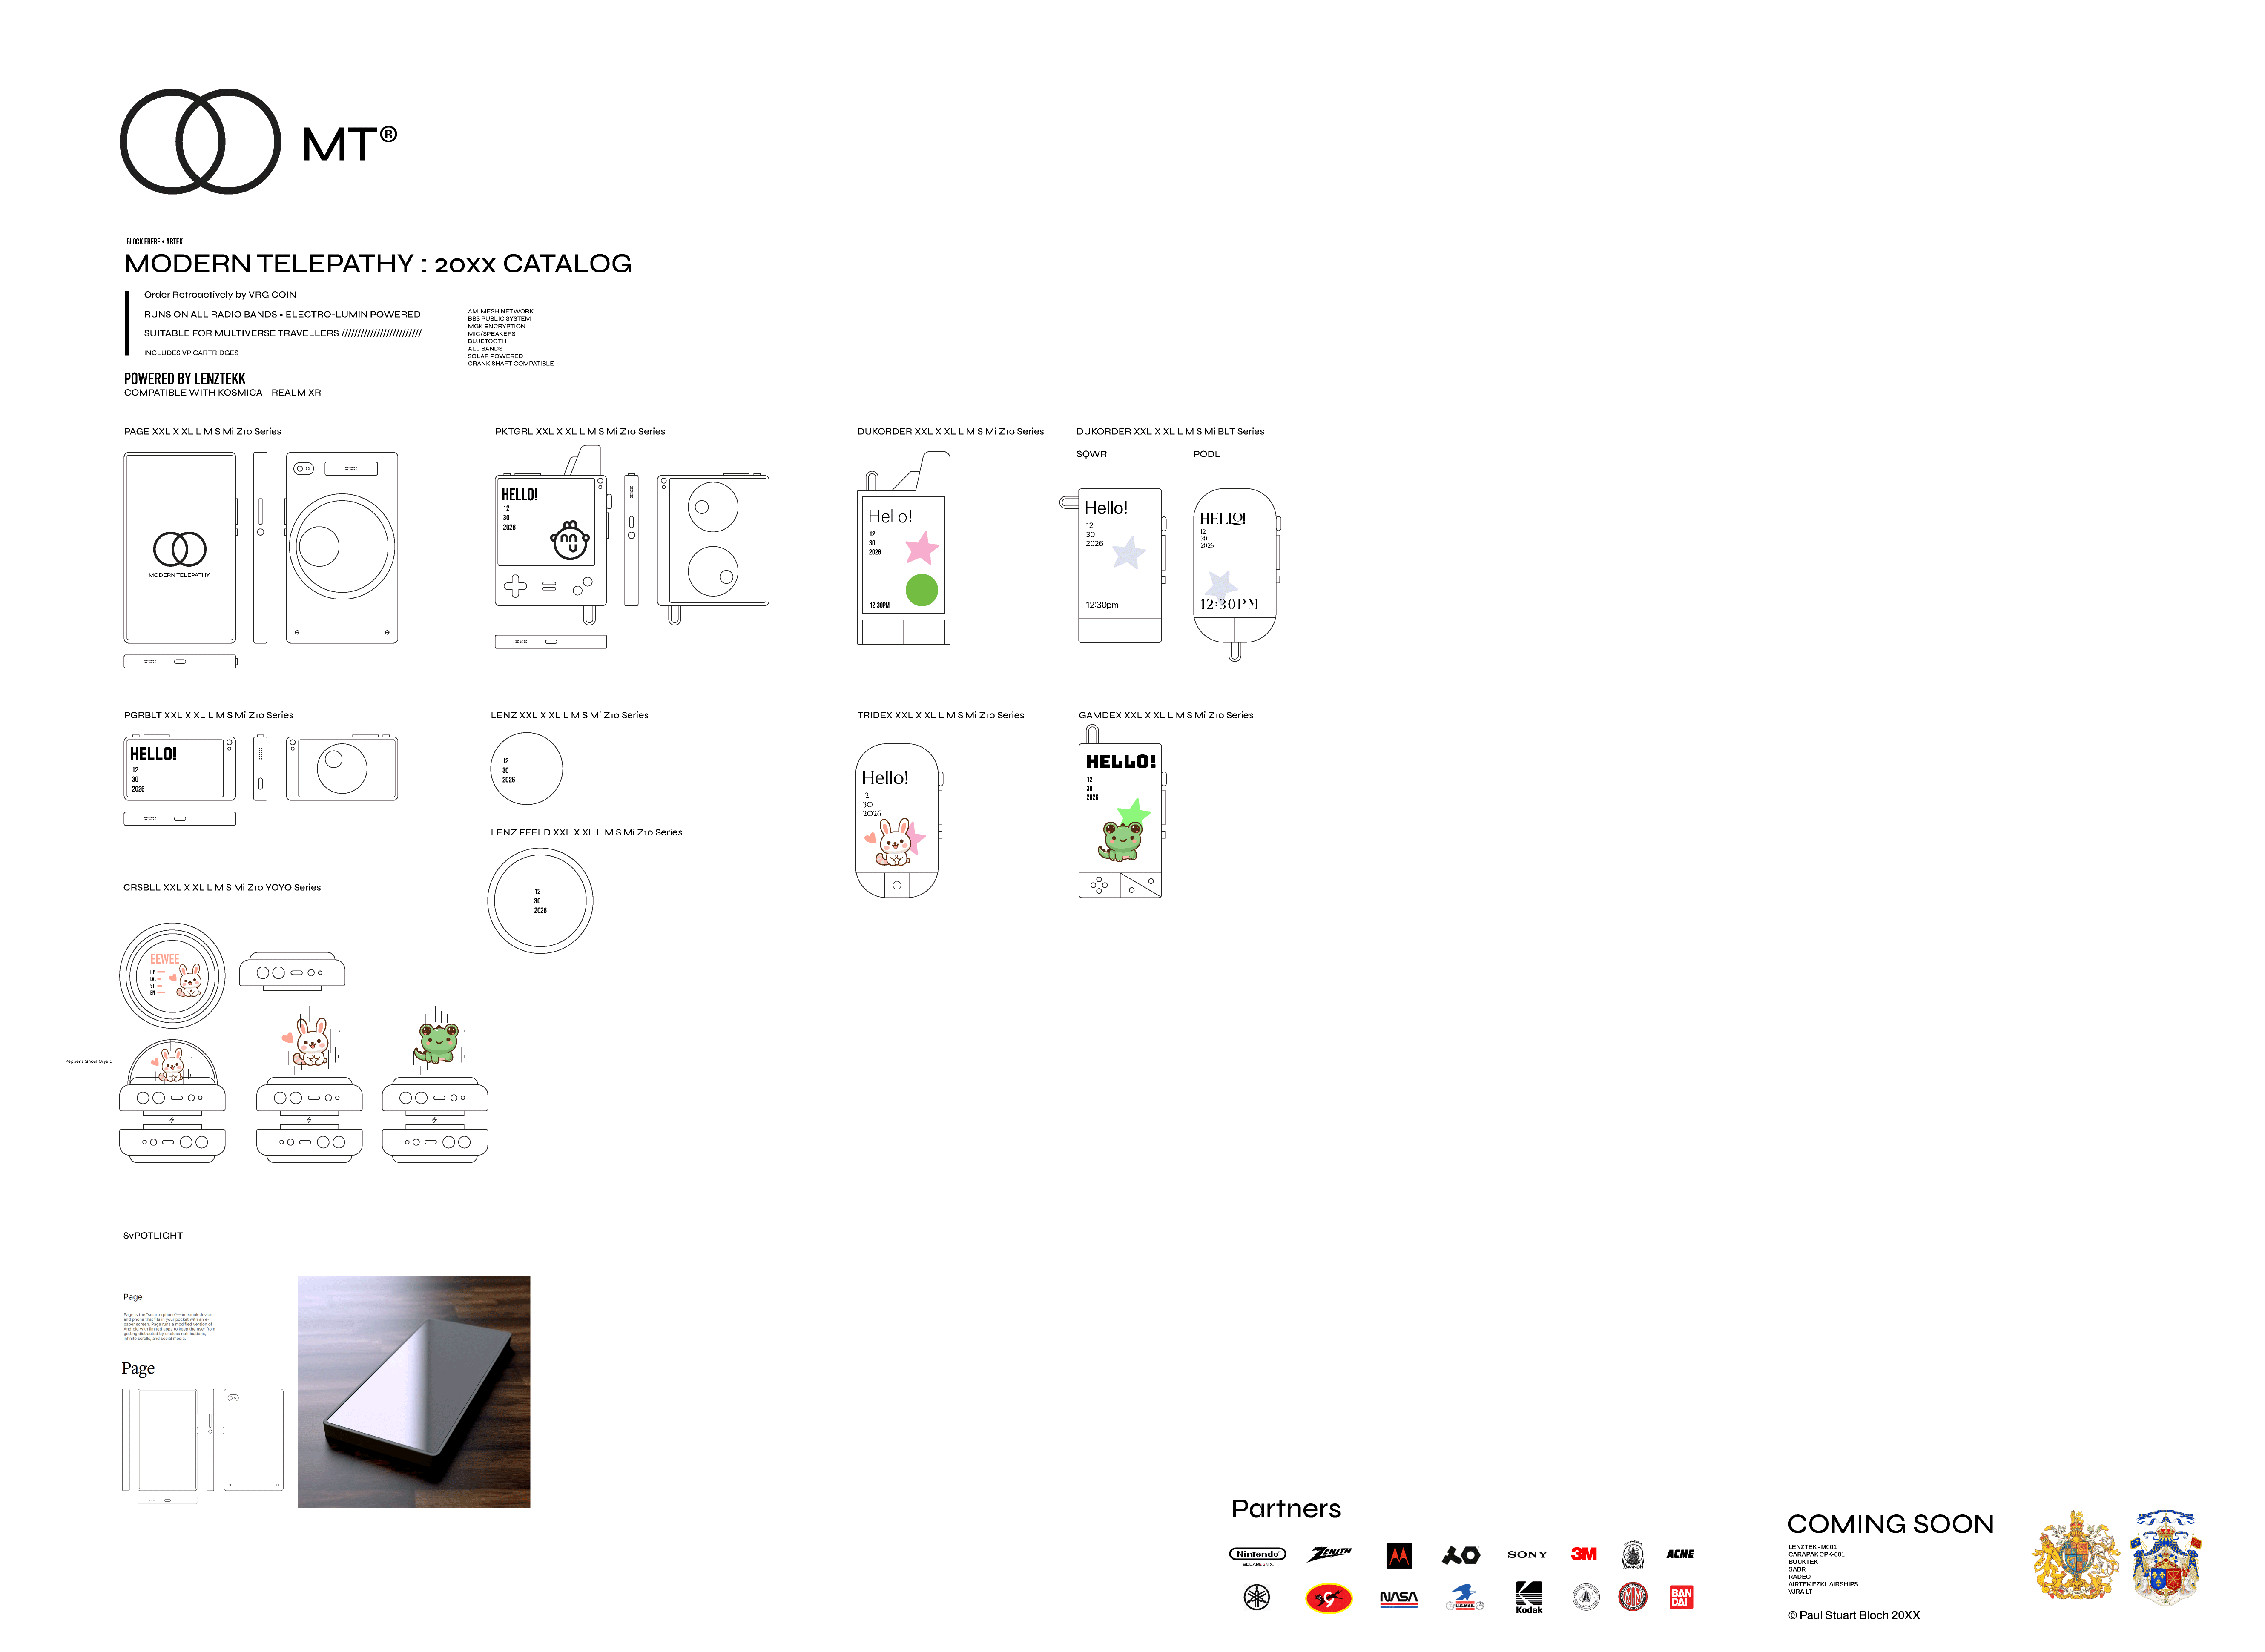 MT®
BLOCK FRERE + ARTEK
MODERN TELEPATHY : 20xx CATALOG
Order Retroactively by VRG COIN
RUNS ON ALL RADIO BANDS • ELECTRO-LUMIN POWERED
SUITABLE FOR MULTIVERSE TRAVELLERS /////////////////////////
INCLUDES VP CARTRIDGES
AM MESH NETWORK
BBS PUBLIC SYSTEM
MGK ENCRYPTION
MIC/SPEAKERS
BLUETOOTH
ALL BANDS
SOLAR POWERED
CRANK SHAFT COMPATIBLE
POWERED BY LENZTEKK
COMPATIBLE WITH KOSMICA + REALM XR
PAGE XXL X XL L M S Mi Z10 Series
MODERN TELEPATHY
PKTGRL XXL X XL L M S Mi Z10 Series
HELLO!
12
30
2026
DUKORDER XXL X XL L M S Mi Z10 Series
Hello!
12
30
2026
12:30PM
DUKORDER XXL X XL L M S Mi BLT Series
SQWR
Hello!
12
30
2026
12:30pm
PODL
HELLO!
12
30
2026
12:30PM
PGRBLT XXL X XL L M S Mi Z10 Series
HELLO!
12
30
2026
LENZ XXL X XL L M S Mi Z10 Series
12
30
2026
LENZ FEELD XXL X XL L M S Mi Z10 Series
12
30
2026
TRIDEX XXL X XL L M S Mi Z10 Series
Hello!
12
30
2026
GAMDEX XXL X XL L M S Mi Z10 Series
HELLO!
12
30
2026
CRSBLL XXL X XL L M S Mi Z10 YOYO Series
EEWEE
HP
LVL
ST
EN
Pepper's Ghost Crystal
SvPOTLIGHT
Page
Page is the "smarterphone"—an ebook device
and phone that fits in your pocket with an e-
paper screen. Page runs a modified version of
Android with limited apps to keep the user from
getting distracted by endless notifications,
infinite scrolls, and social media.
Page
Partners
Nintendo
SQUARE ENIX
ZENITH
SONY
3M
ACME
NASA
U.S.MAIL
Kodak
BAN
DAI
COMING SOON
LENZTEK - M001
CARAPAK CPK-001
BUUKTEK
SABR
RADEO
AIRTEK EZKL AIRSHIPS
VJRA LT
© Paul Stuart Bloch 20XX